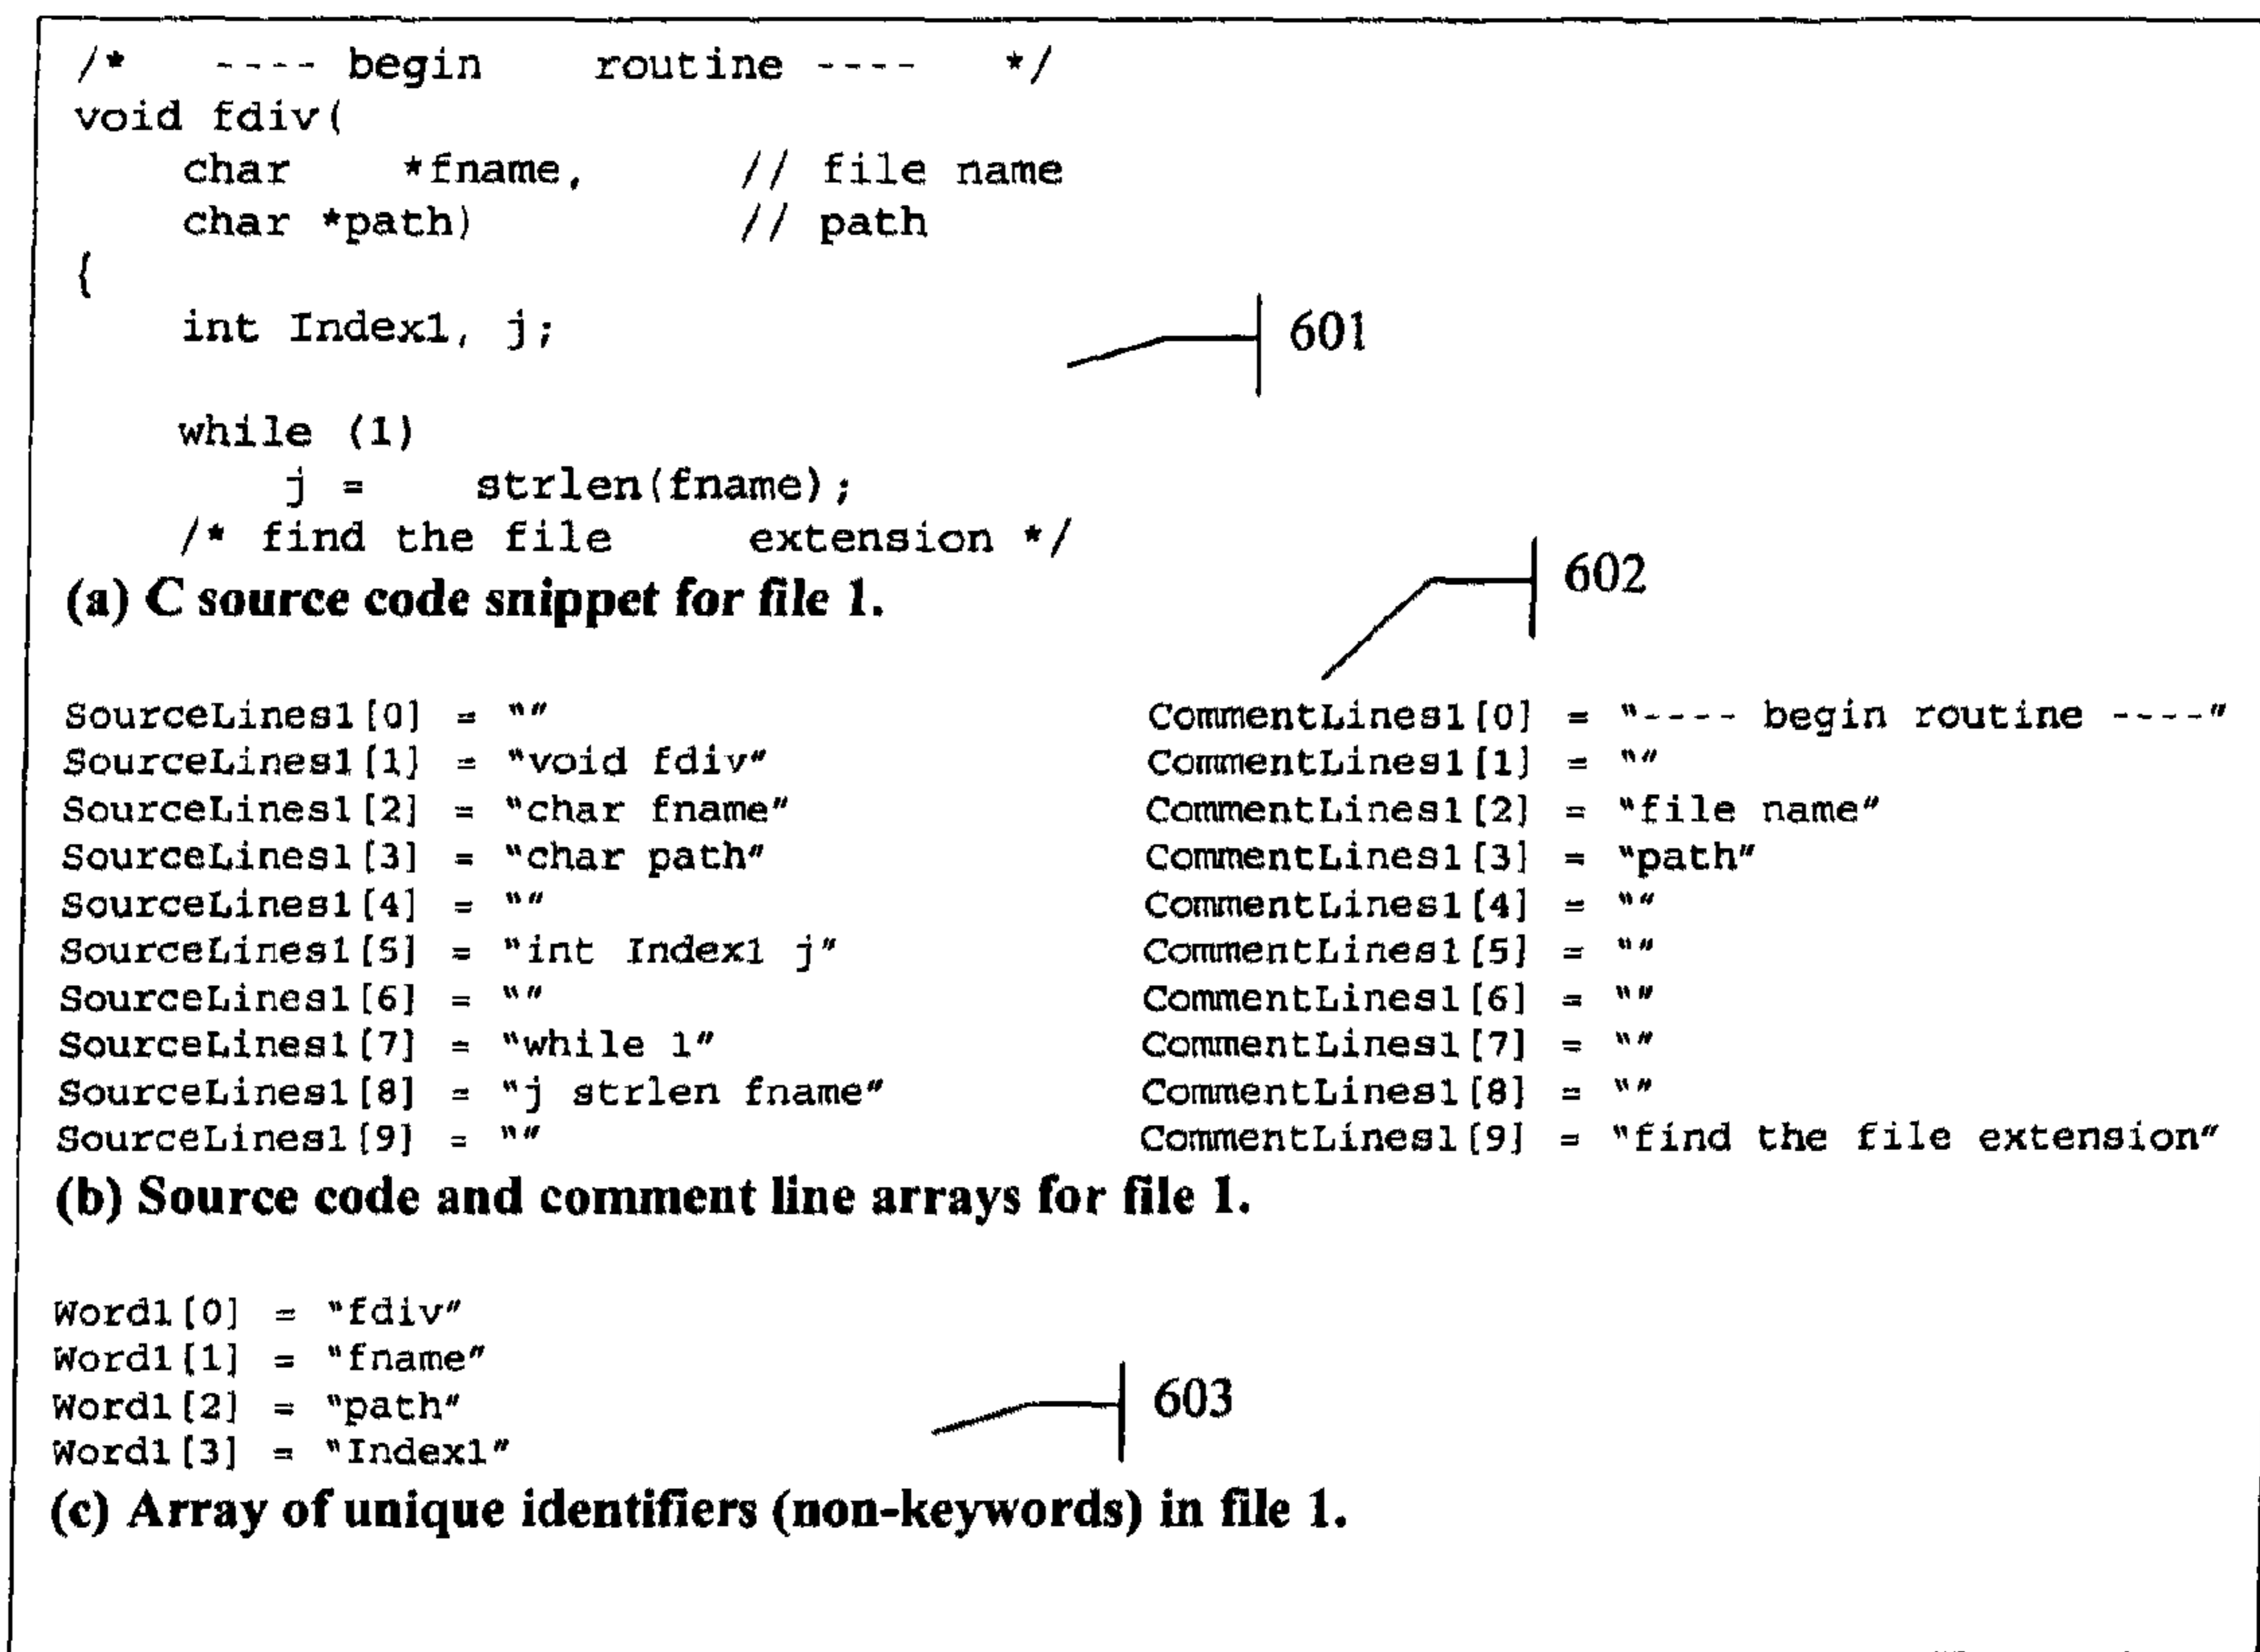 /*   ---- begin    routine ----   */
void fdiv(
    char    *fname,      // file name
    char *path)          // path
{
    int Index1, j;
601
    while (1)
        j =    strlen(fname);
    /* find the file     extension */
602
(a) C source code snippet for file 1.
SourceLines1[0] = "" CommentLines1[0] = "---- begin routine ----"
SourceLines1[1] = "void fdiv" CommentLines1[1] = ""
SourceLines1[2] = "char fname" CommentLines1[2] = "file name"
SourceLines1[3] = "char path" CommentLines1[3] = "path"
SourceLines1[4] = "" CommentLines1[4] = ""
SourceLines1[5] = "int Index1 j" CommentLines1[5] = ""
SourceLines1[6] = "" CommentLines1[6] = ""
SourceLines1[7] = "while 1" CommentLines1[7] = ""
SourceLines1[8] = "j strlen fname" CommentLines1[8] = ""
SourceLines1[9] = "" CommentLines1[9] = "find the file extension"
(b) Source code and comment line arrays for file 1.
Word1[0] = "fdiv"
Word1[1] = "fname"
Word1[2] = "path"
603
Word1[3] = "Index1"
(c) Array of unique identifiers (non-keywords) in file 1.